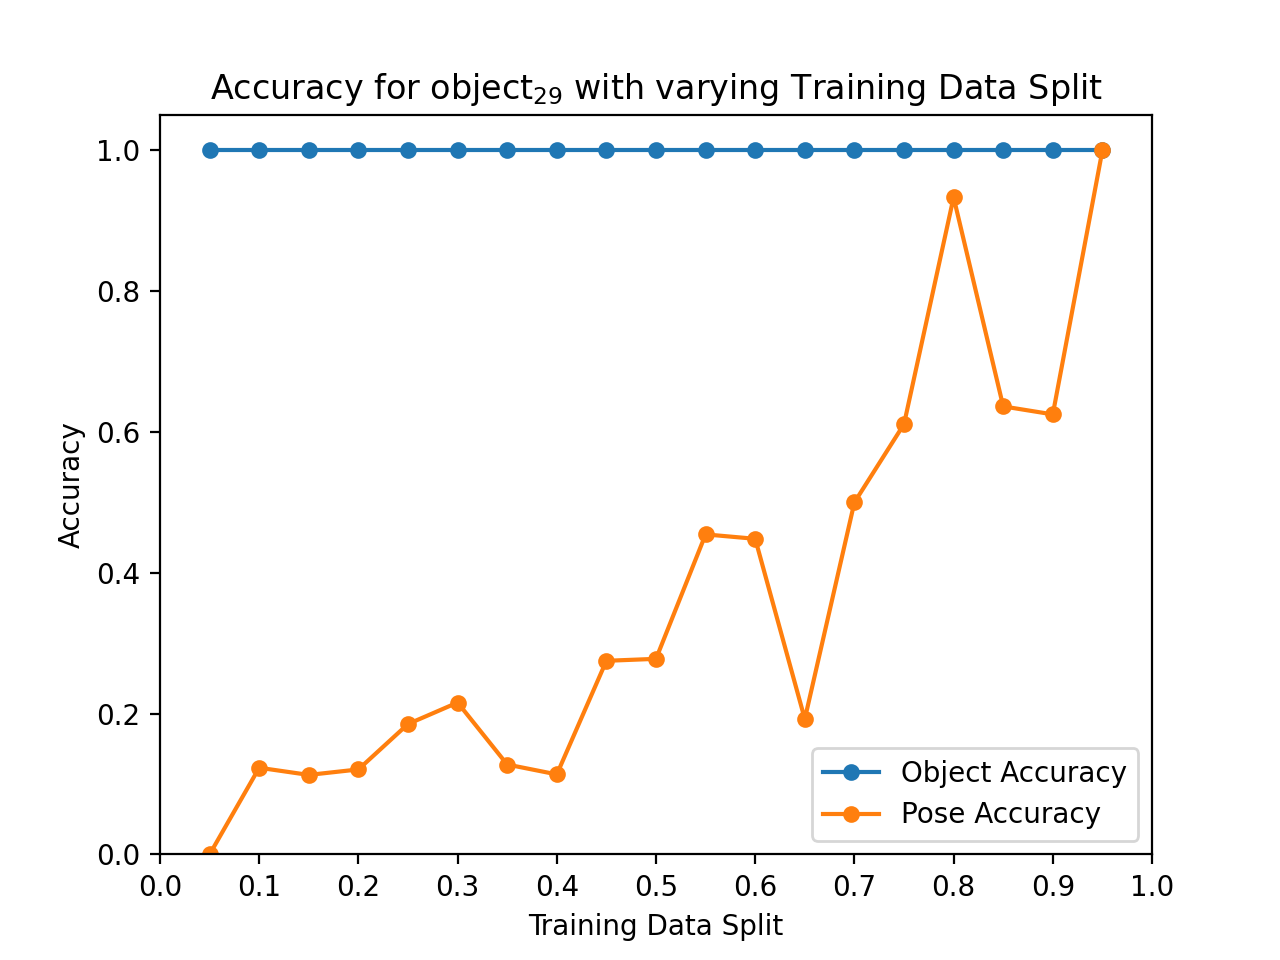 Accuracy for object₂₉ with varying Training Data Split
1.0
0.8
0.6
0.4
0.2
0.0
Accuracy
Object Accuracy
Pose Accuracy
0.0 0.1 0.2 0.3 0.4 0.5 0.6 0.7 0.8 0.9 1.0
Training Data Split